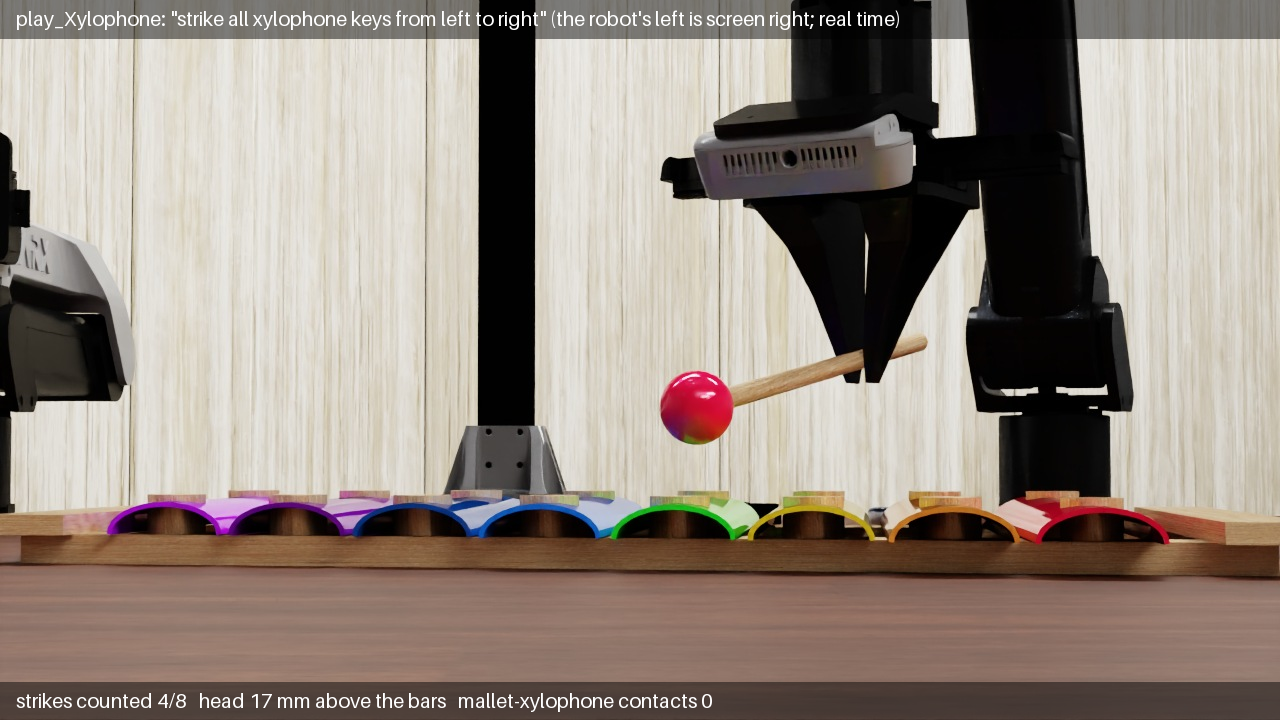 play_Xylophone: "strike all xylophone keys from left to right" (the robot's left is screen right; real time)
strikes counted 4/8   head 17 mm above the bars   mallet-xylophone contacts 0